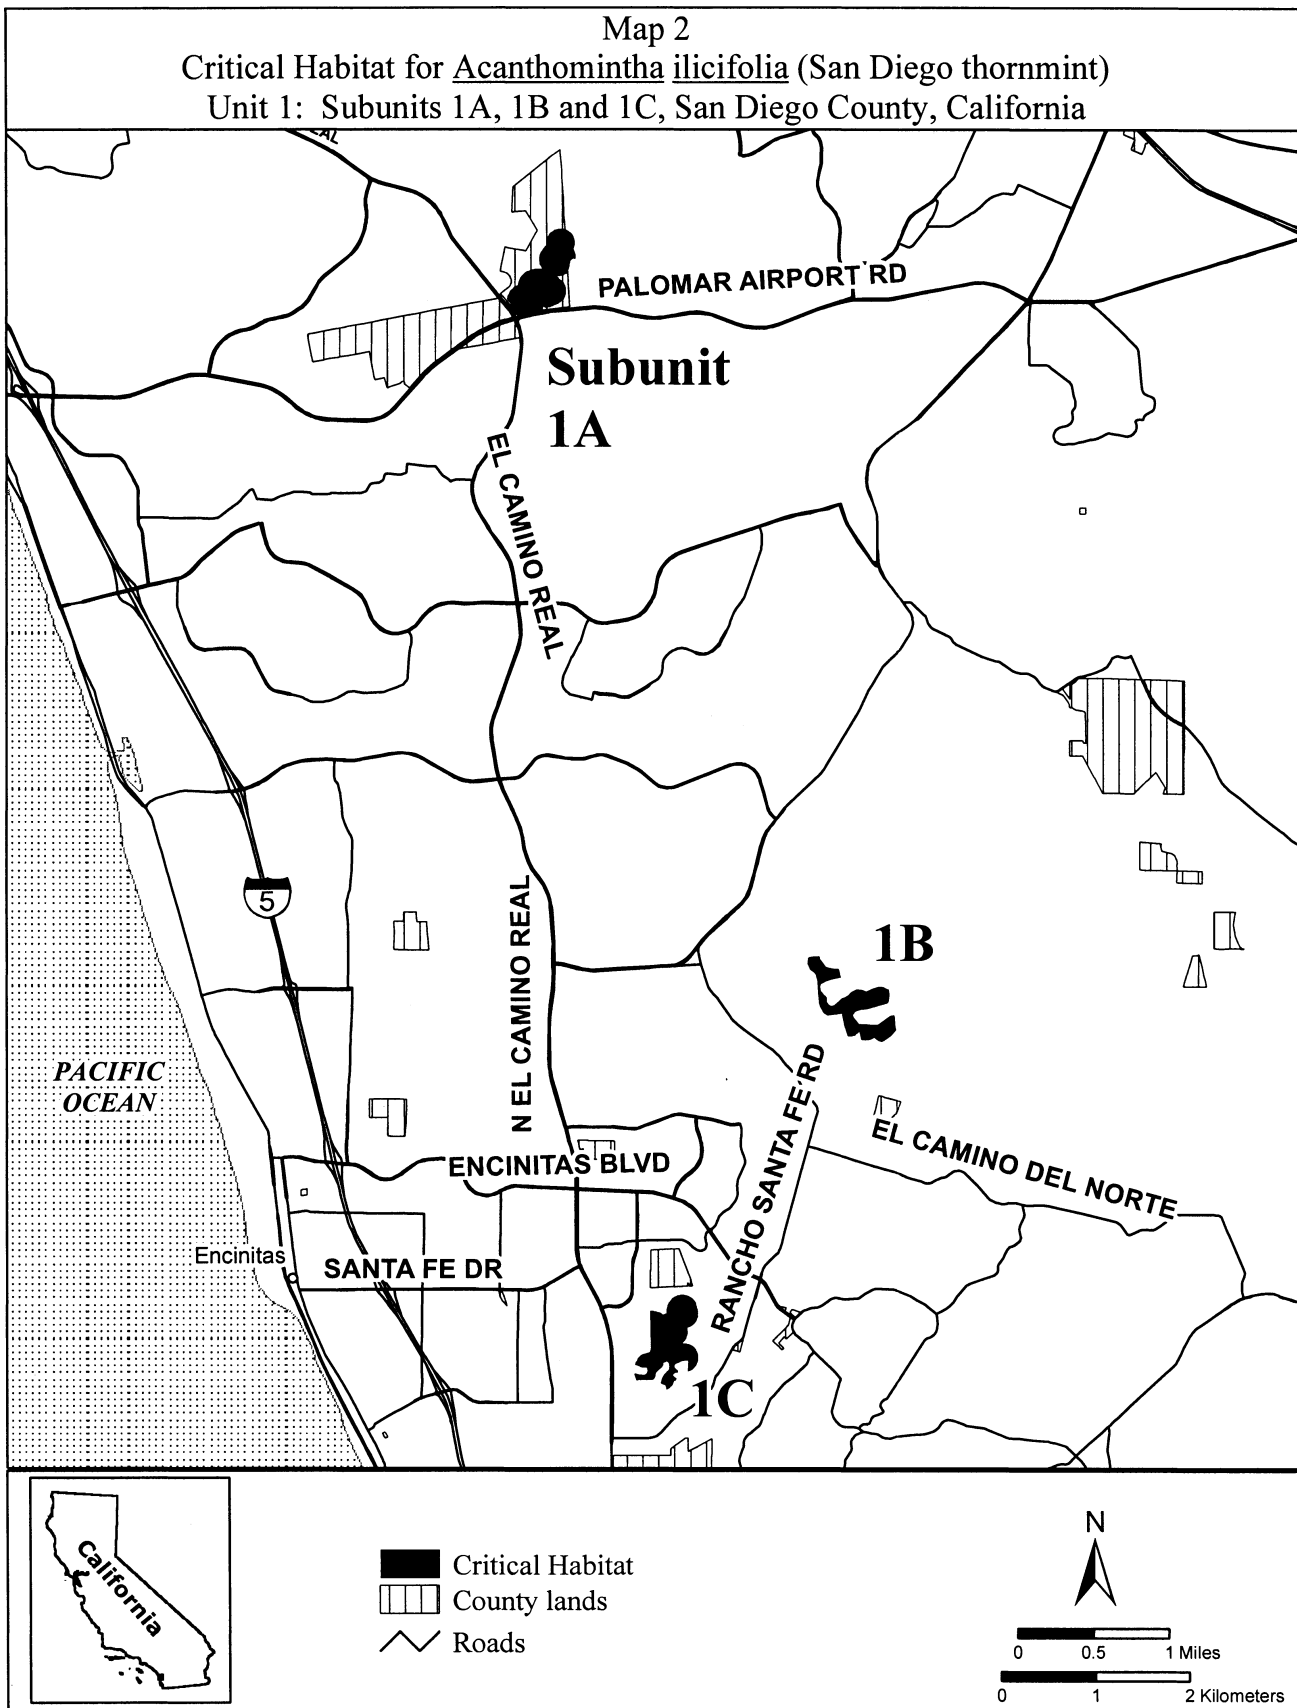 Map 2
Critical Habitat for Acanthomintha ilicifolia (San Diego thornmint)
Unit 1: Subunits 1A, 1B and 1C, San Diego County, California
PALOMAR AIRPORT RD
Subunit
1A
EL CAMINO REAL
5
N EL CAMINO REAL
1B
PACIFIC
OCEAN
RANCHO SANTA FE RD
EL CAMINO DEL NORTE
ENCINITAS BLVD
Encinitas
SANTA FE DR
1C
California
Critical Habitat
County lands
Roads
N
0 0.5 1 Miles
0 1 2 Kilometers